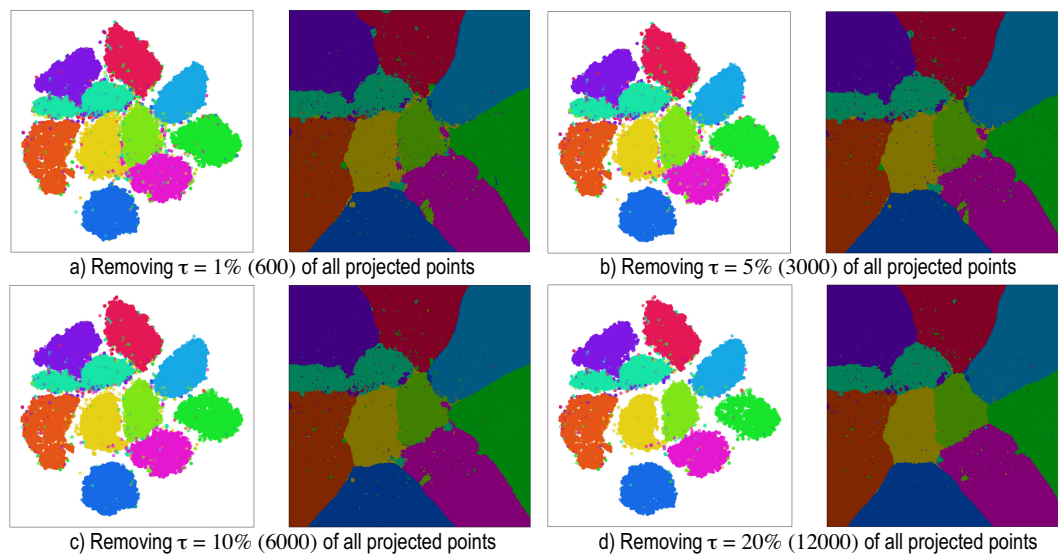 a) Removing τ = 1% (600) of all projected points
b) Removing τ = 5% (3000) of all projected points
c) Removing τ = 10% (6000) of all projected points
d) Removing τ = 20% (12000) of all projected points